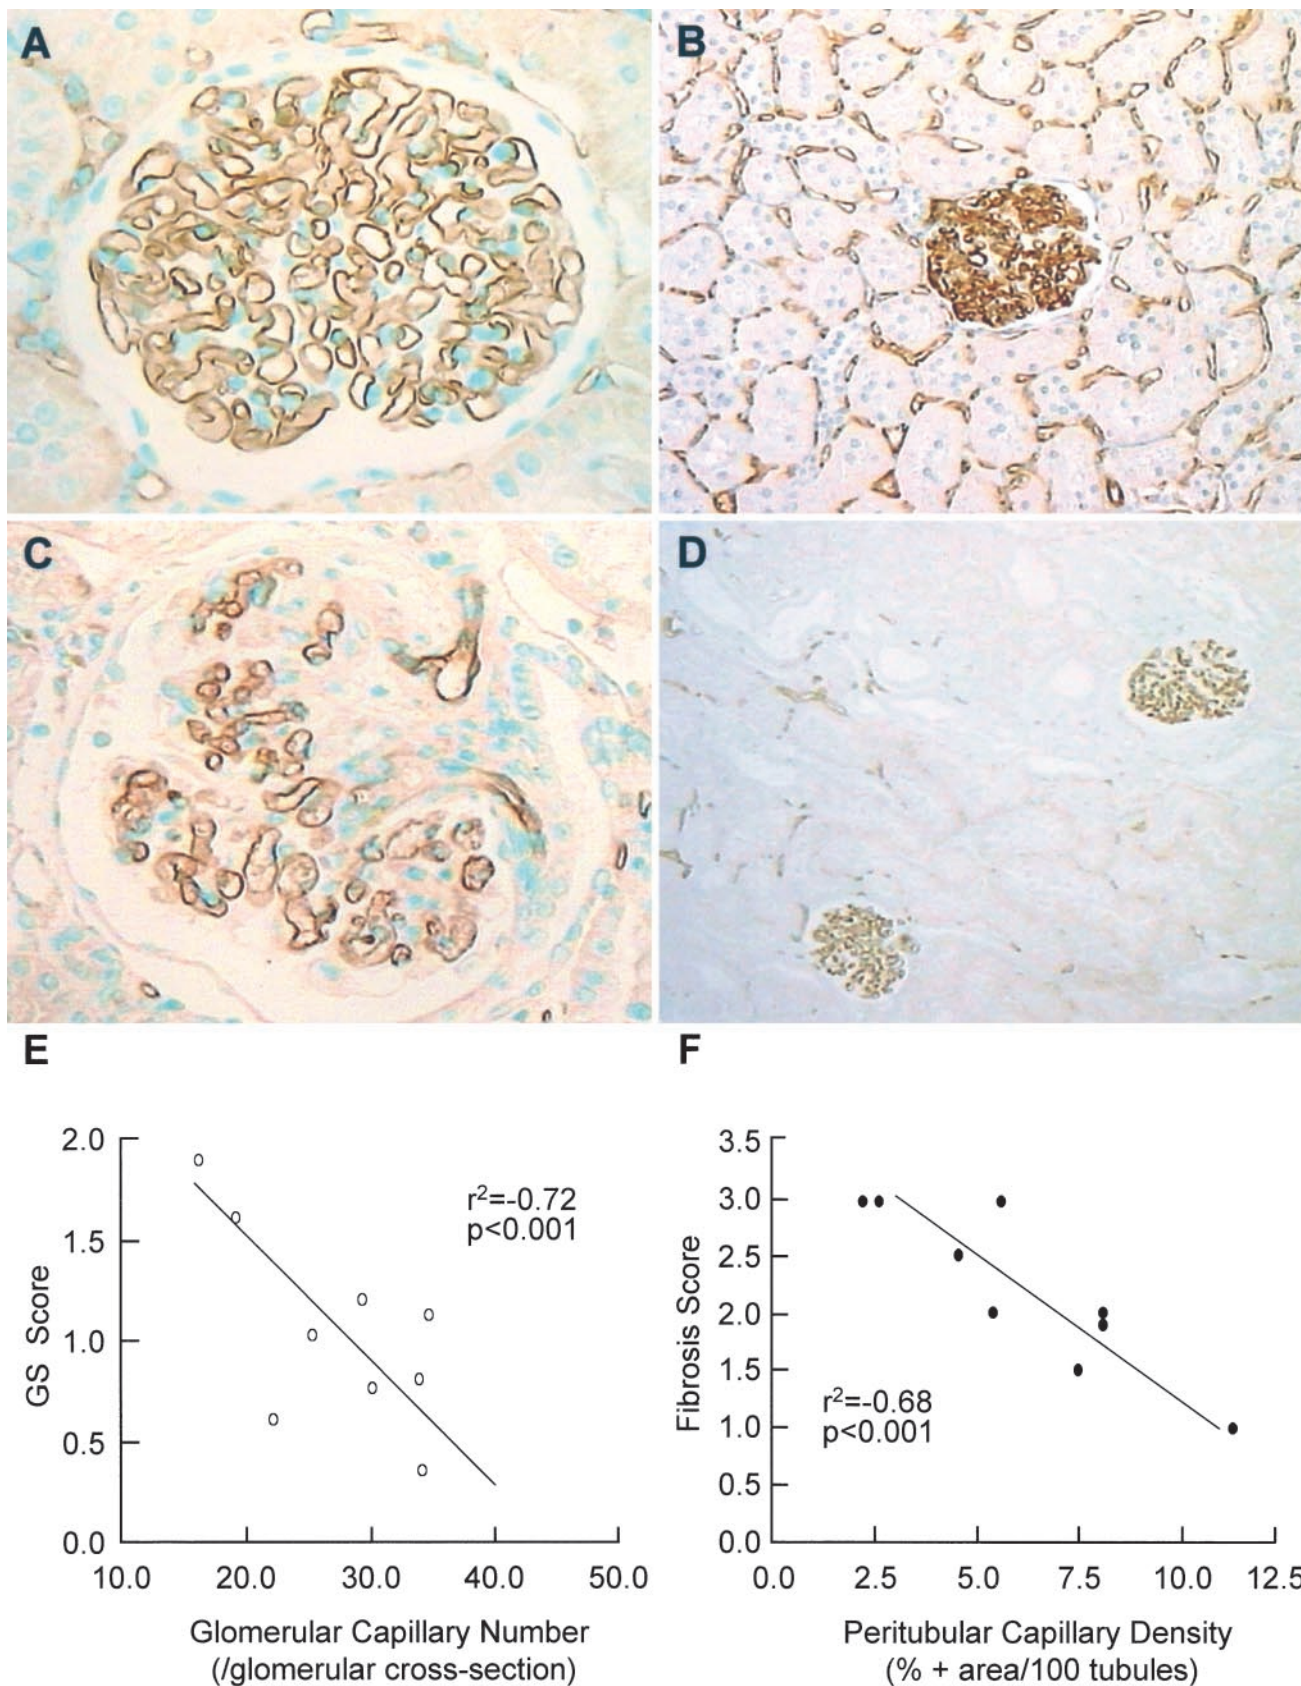 A
B
C
D
E
F
2.0
1.5
1.0
0.5
0.0
GS Score
r²=-0.72
p<0.001
10.0 20.0 30.0 40.0 50.0
Glomerular Capillary Number
(/glomerular cross-section)
3.5
3.0
2.5
2.0
1.5
1.0
0.5
0.0
Fibrosis Score
r²=-0.68
p<0.001
0.0 2.5 5.0 7.5 10.0 12.5
Peritubular Capillary Density
(% + area/100 tubules)